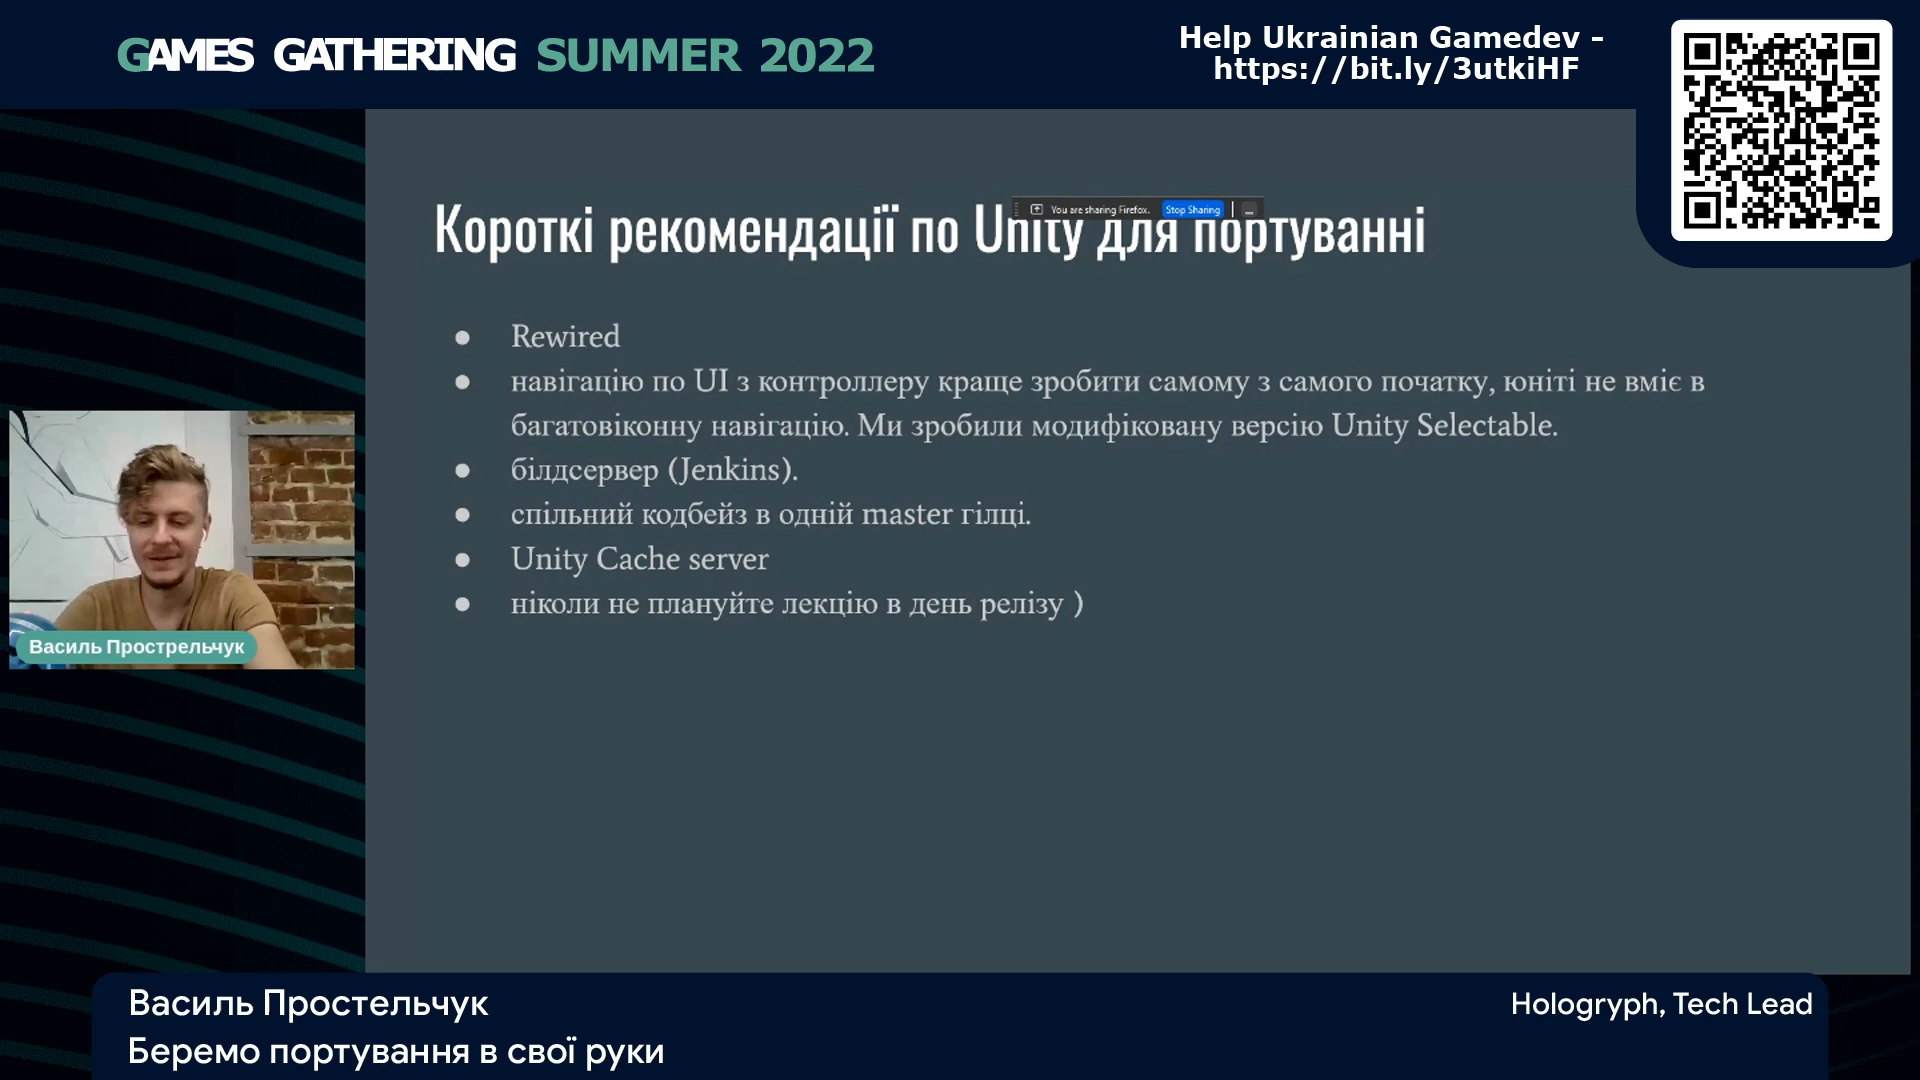 GAMES GATHERING SUMMER 2022
Help Ukrainian Gamedev -
https://bit.ly/3utkiHF
You are sharing Firefox. Stop Sharing
Короткі рекомендації по Unity для портуванні
● Rewired
● навігацію по UI з контроллеру краще зробити самому з самого початку, юніті не вміє в
багатовіконну навігацію. Ми зробили модифіковану версію Unity Selectable.
● білдсервер (Jenkins).
● спільний кодбейз в одній master гілці.
● Unity Cache server
● ніколи не плануйте лекцію в день релізу )
Василь Прострельчук
Василь Простельчук
Hologryph, Tech Lead
Беремо портування в свої руки